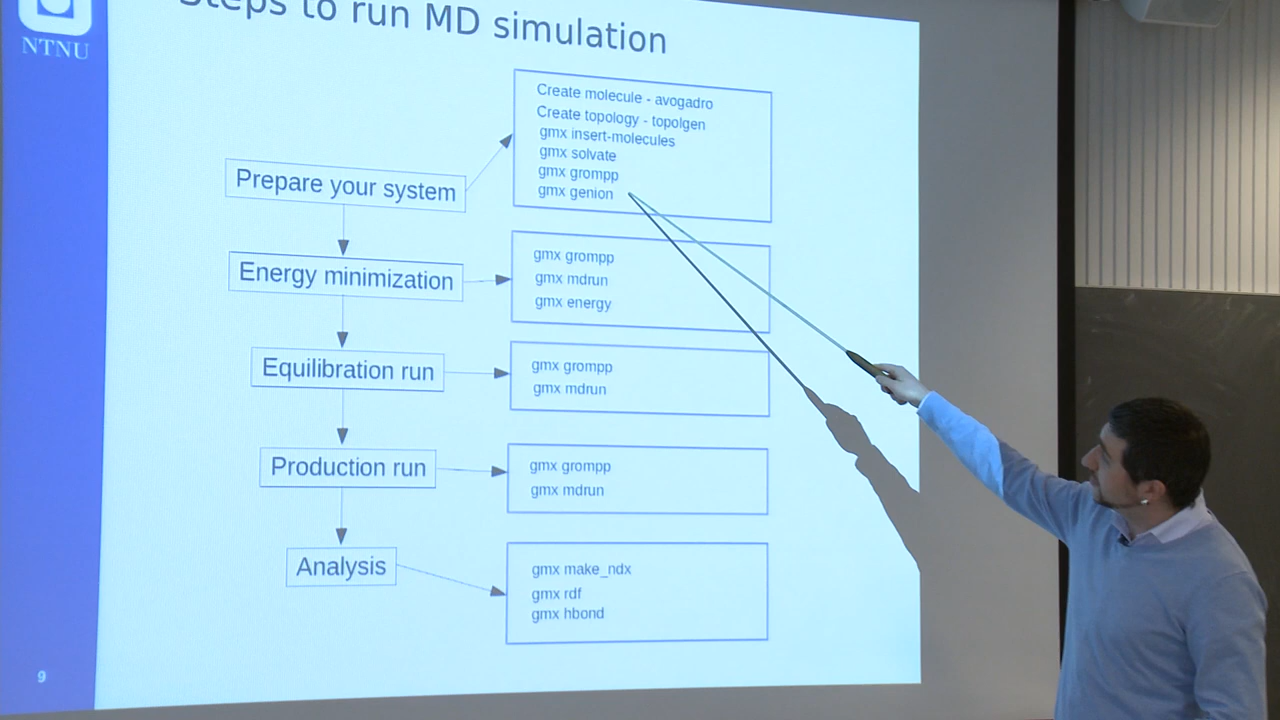 Steps to run MD simulation
NTNU
Create molecule - avogadro
Create topology - topolgen
gmx insert-molecules
gmx solvate
gmx grompp
gmx genion
Prepare your system
gmx grompp
gmx mdrun
gmx energy
Energy minimization
gmx grompp
gmx mdrun
Equilibration run
gmx grompp
gmx mdrun
Production run
gmx make_ndx
gmx rdf
gmx hbond
Analysis
9